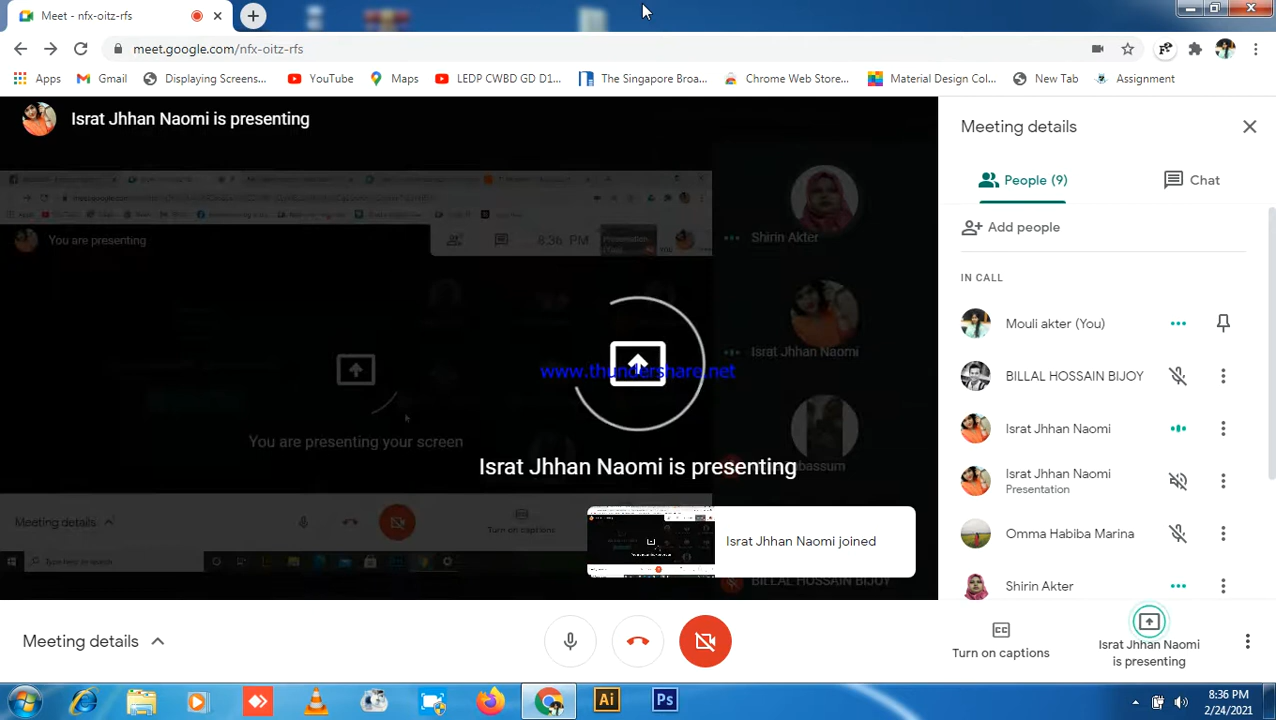 Meet - nfx-oitz-rfs
meet.google.com/nfx-oitz-rfs
Apps
Gmail
Displaying Screens...
YouTube
Maps
LEDP CWBD GD D1...
The Singapore Broa...
Chrome Web Store...
Material Design Col...
New Tab
Assignment
Israt Jhhan Naomi is presenting
You are presenting
8:36 PM
Shirin Akter
Israt Jhhan Naomi
www.thundershare.net
You are presenting your screen
Israt Jhhan Naomi is presenting
Israt Jhhan Naomi joined
Meeting details
Turn on captions
BILLAL HOSSAIN BIJOY
Type here to search
Meeting details
People (9)
Chat
Add people
IN CALL
Mouli akter (You)
BILLAL HOSSAIN BIJOY
Israt Jhhan Naomi
Israt Jhhan Naomi
Presentation
Omma Habiba Marina
Shirin Akter
Meeting details
Turn on captions
Israt Jhhan Naomi
is presenting
Ai
Ps
8:36 PM
2/24/2021